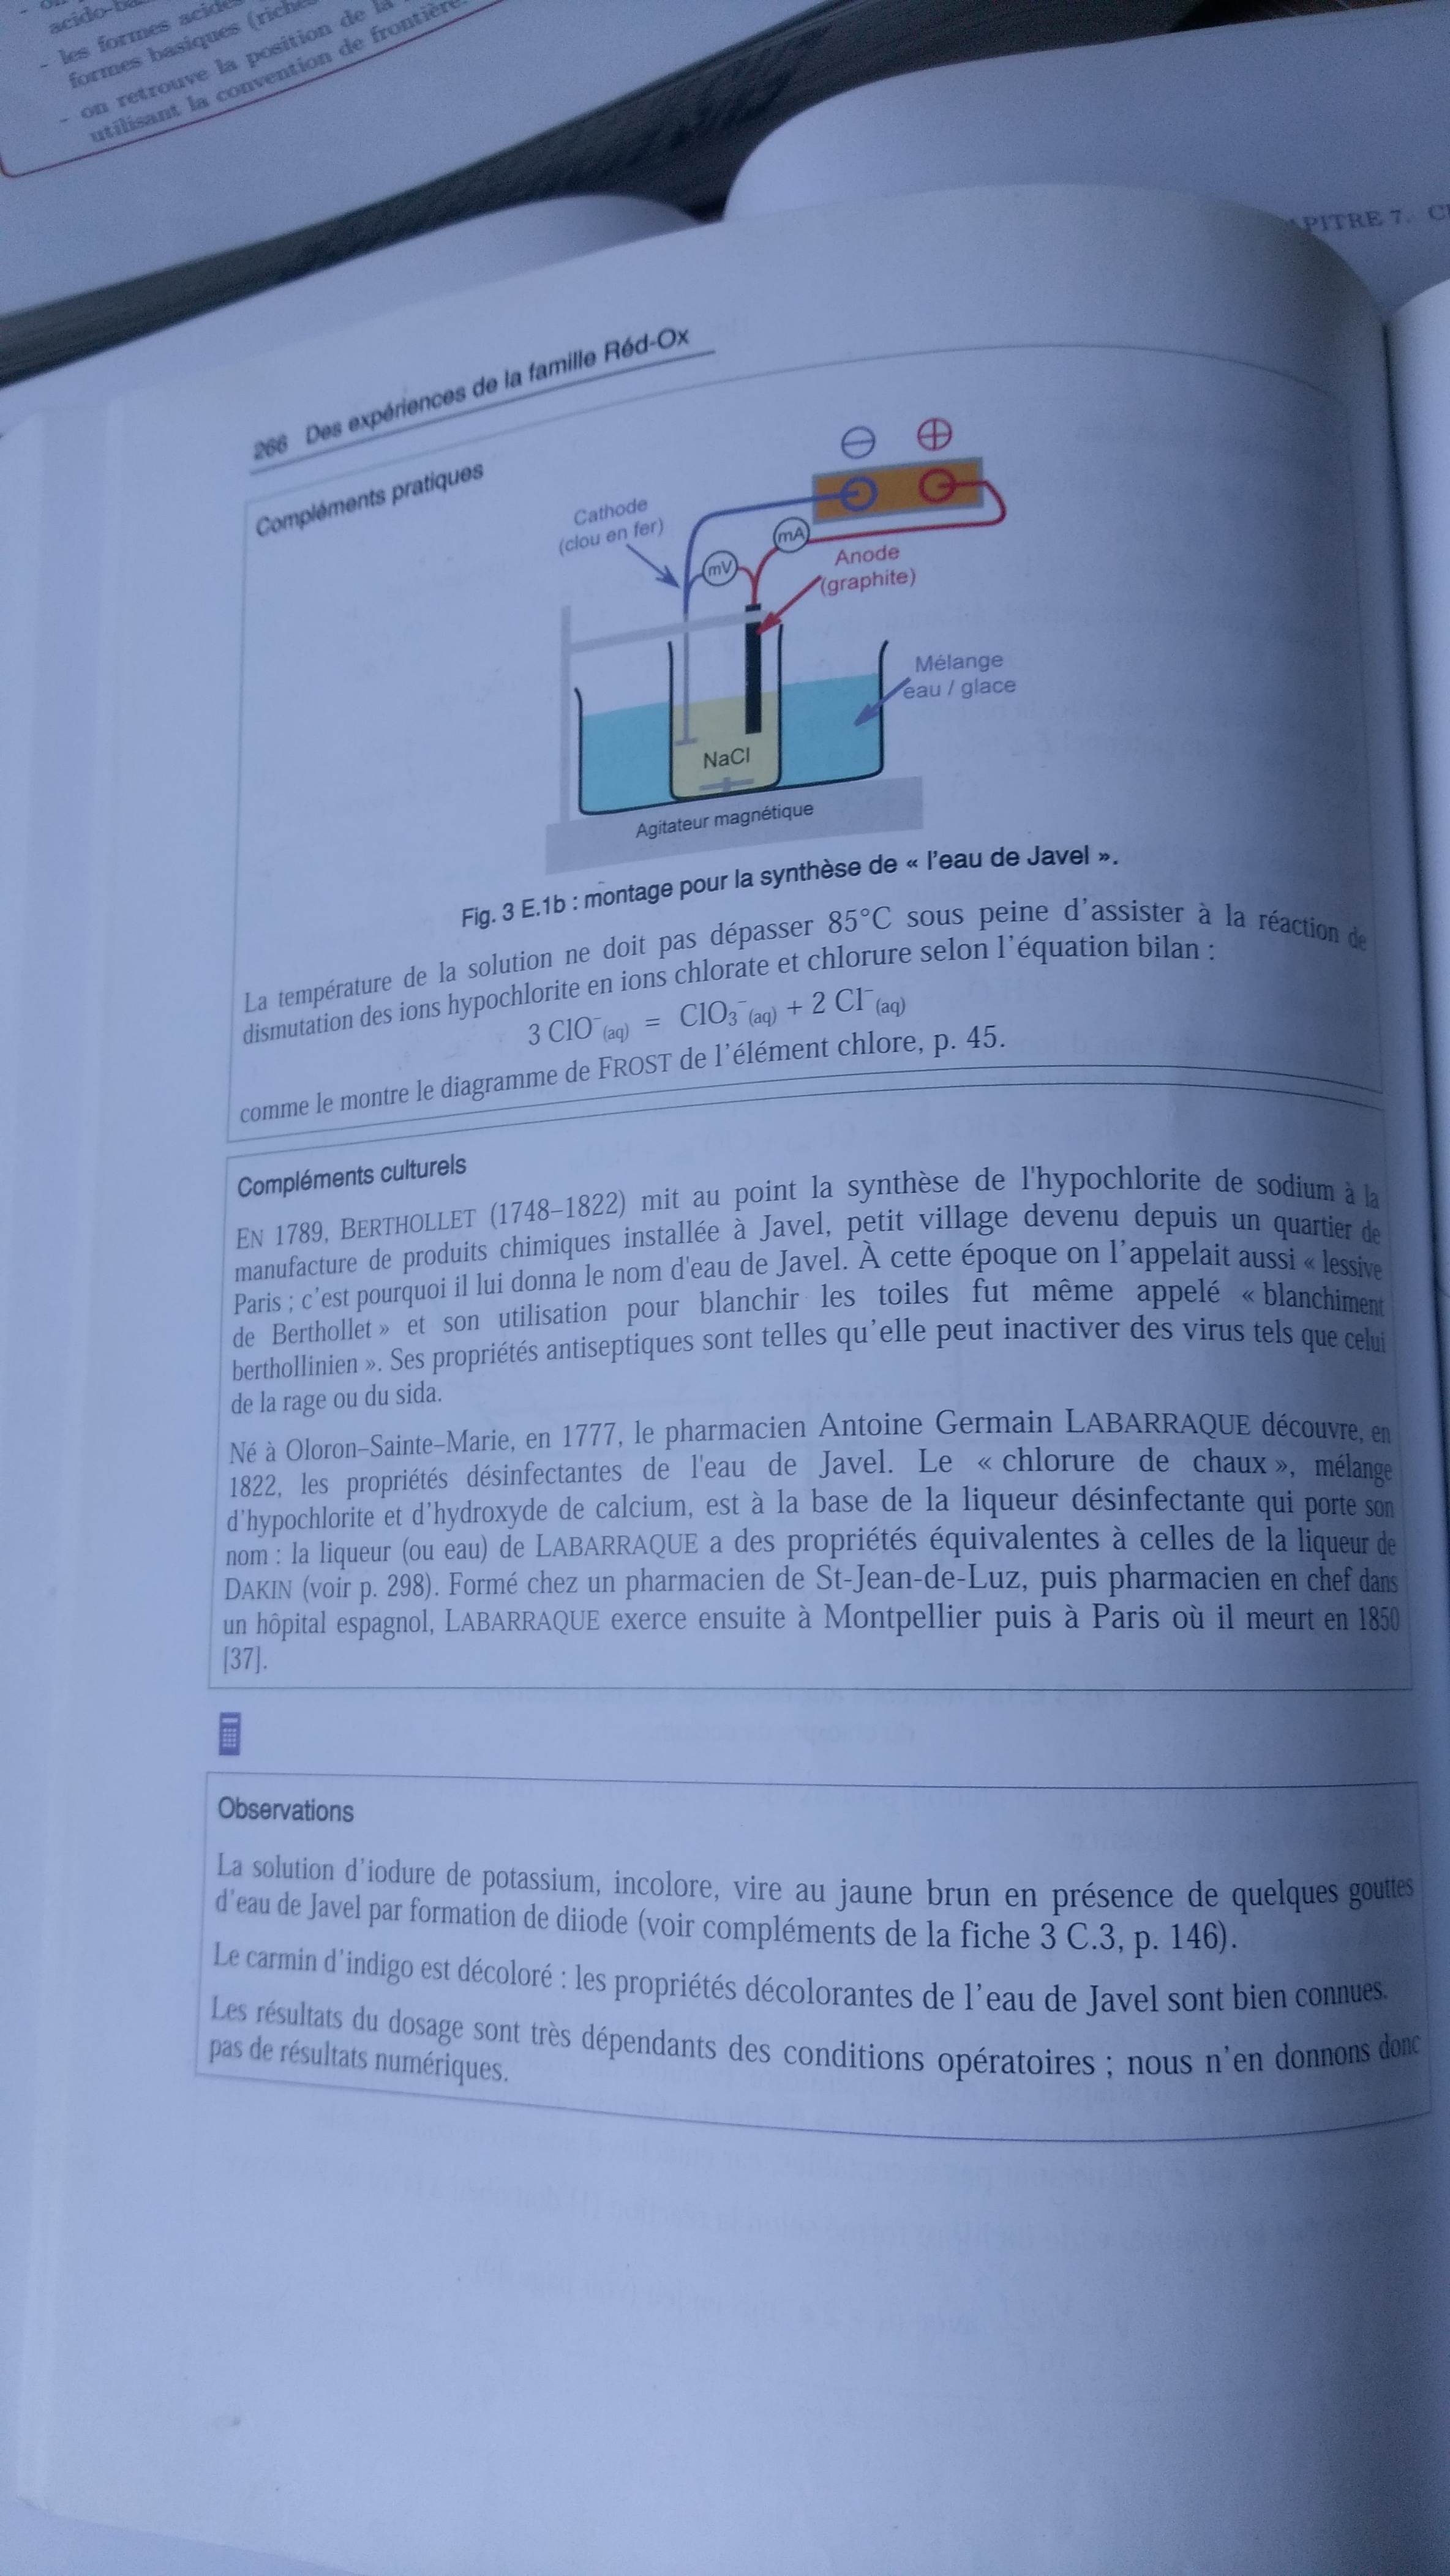 acido-ba
- les formes acides
formes basiques (riches
- on retrouve la position de la
utilisant la convention de frontière.
PITRE 7. C
266 Des expériences de la famille Réd-Ox
Compléments pratiques
⊖ ⊕
Cathode
(clou en fer)
mA
mV
Anode
(graphite)
Mélange
eau / glace
NaCl
Agitateur magnétique
Fig. 3 E.1b : montage pour la synthèse de « l'eau de Javel ».
La température de la solution ne doit pas dépasser 85°C sous peine d'assister à la réaction de
dismutation des ions hypochlorite en ions chlorate et chlorure selon l'équation bilan :
3 ClO⁻(aq) = ClO₃⁻(aq) + 2 Cl⁻(aq)
comme le montre le diagramme de FROST de l'élément chlore, p. 45.
Compléments culturels
EN 1789, BERTHOLLET (1748–1822) mit au point la synthèse de l'hypochlorite de sodium à la
manufacture de produits chimiques installée à Javel, petit village devenu depuis un quartier de
Paris ; c'est pourquoi il lui donna le nom d'eau de Javel. À cette époque on l'appelait aussi « lessive
de Berthollet » et son utilisation pour blanchir les toiles fut même appelé « blanchiment
berthollinien ». Ses propriétés antiseptiques sont telles qu'elle peut inactiver des virus tels que celui
de la rage ou du sida.
Né à Oloron–Sainte–Marie, en 1777, le pharmacien Antoine Germain LABARRAQUE découvre, en
1822, les propriétés désinfectantes de l'eau de Javel. Le « chlorure de chaux », mélange
d'hypochlorite et d'hydroxyde de calcium, est à la base de la liqueur désinfectante qui porte son
nom : la liqueur (ou eau) de LABARRAQUE a des propriétés équivalentes à celles de la liqueur de
DAKIN (voir p. 298). Formé chez un pharmacien de St-Jean-de-Luz, puis pharmacien en chef dans
un hôpital espagnol, LABARRAQUE exerce ensuite à Montpellier puis à Paris où il meurt en 1850
[37].
Observations
La solution d'iodure de potassium, incolore, vire au jaune brun en présence de quelques gouttes
d'eau de Javel par formation de diiode (voir compléments de la fiche 3 C.3, p. 146).
Le carmin d'indigo est décoloré : les propriétés décolorantes de l'eau de Javel sont bien connues.
Les résultats du dosage sont très dépendants des conditions opératoires ; nous n'en donnons donc
pas de résultats numériques.